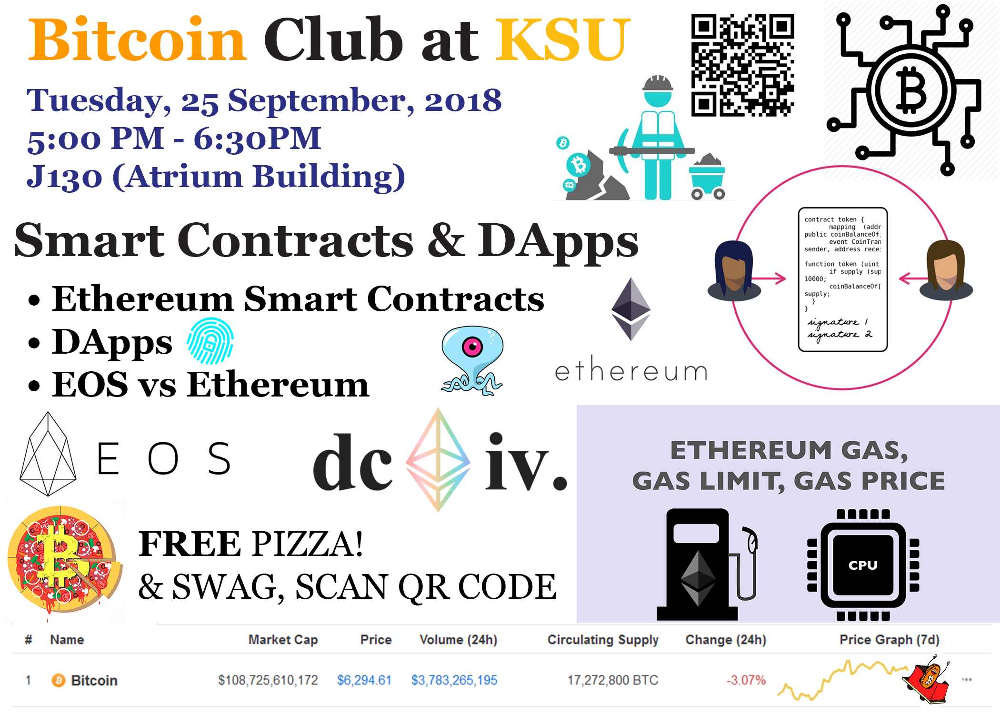 Bitcoin Club at KSU
Tuesday, 25 September, 2018
5:00 PM - 6:30PM
J130 (Atrium Building)
Smart Contracts & DApps
• Ethereum Smart Contracts
• DApps
• EOS vs Ethereum
ethereum
contract token {
mapping (addr
public coinBalanceOf;
event CoinTran
sender, address rece
function token (uint
if supply (sup
10000;
coinBalanceOf[
supply;
}
}
signature 1
signature 2
EOS
dc iv.
ETHEREUM GAS,
GAS LIMIT, GAS PRICE
CPU
FREE PIZZA!
& SWAG, SCAN QR CODE
# Name Market Cap Price Volume (24h) Circulating Supply Change (24h) Price Graph (7d)
1 Bitcoin $108,725,610,172 $6,294.61 $3,783,265,195 17,272,800 BTC -3.07%